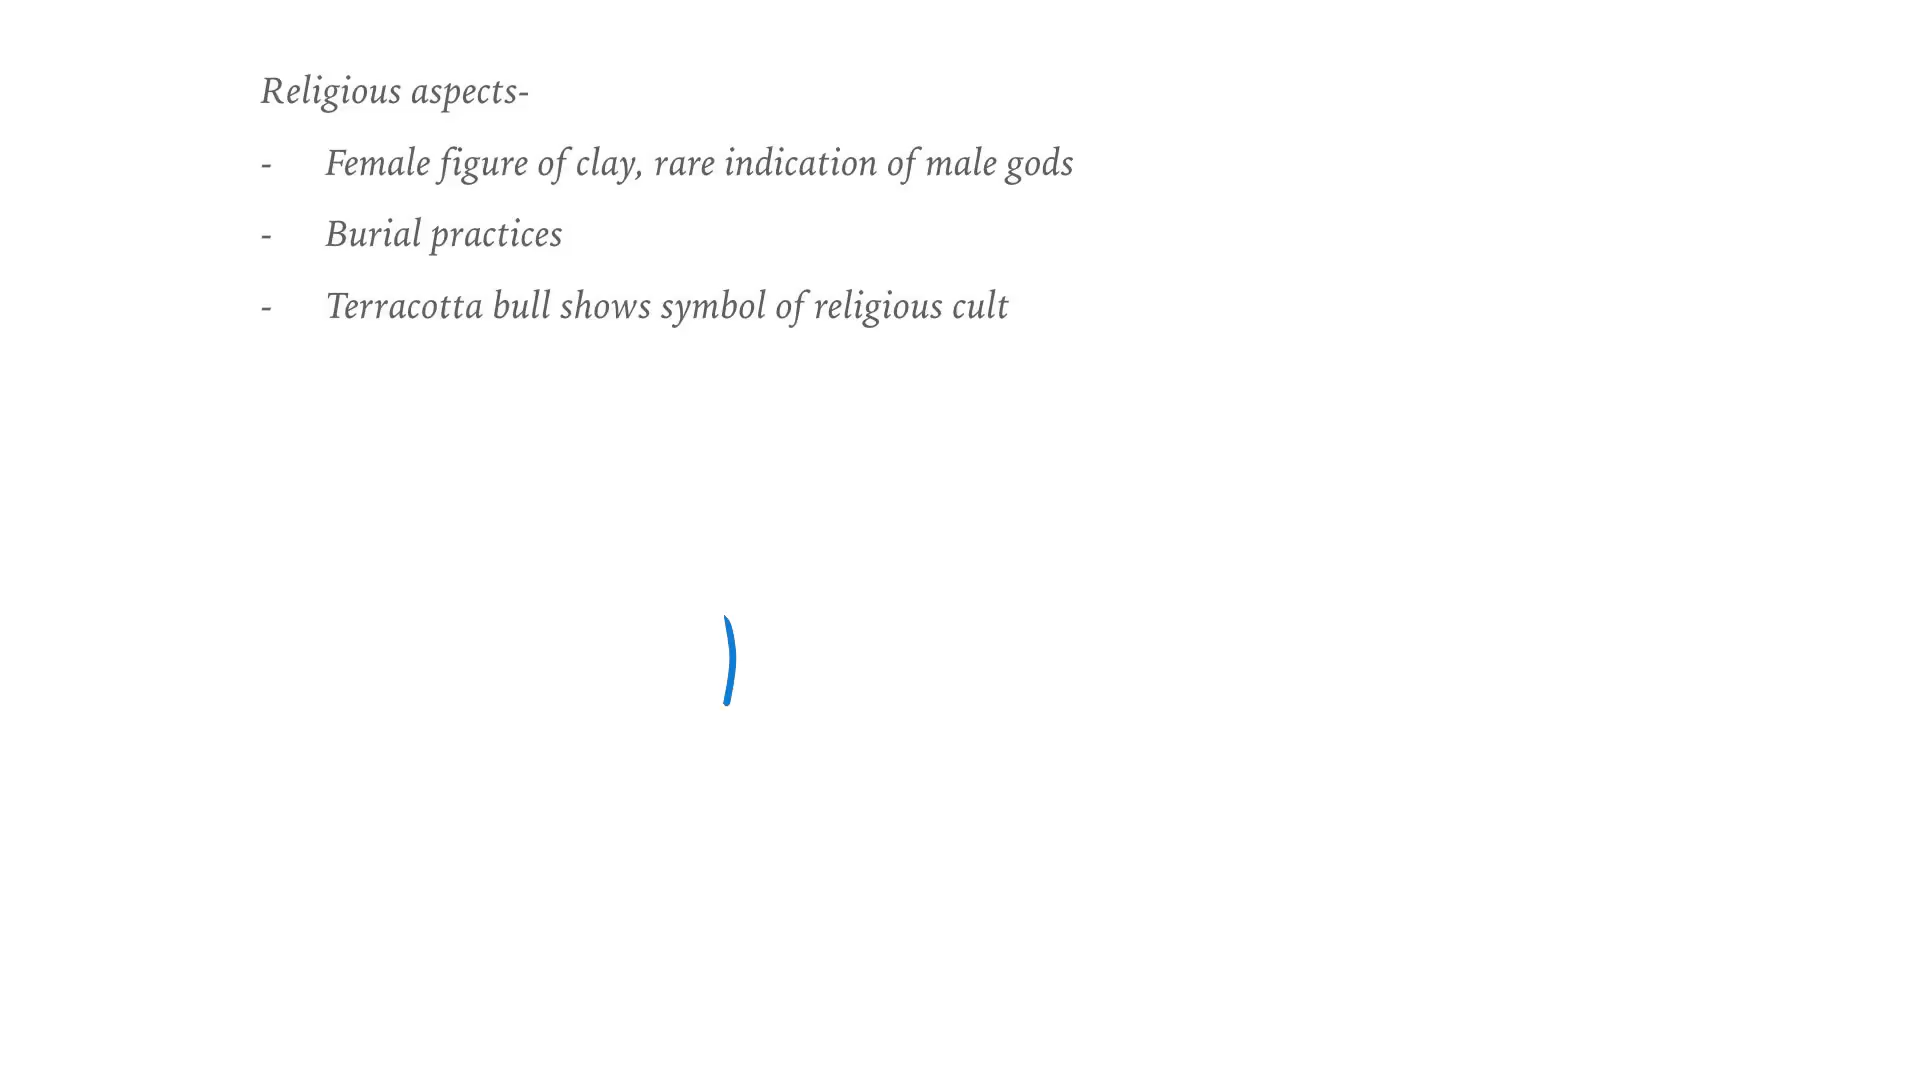 Religious aspects-
- Female figure of clay, rare indication of male gods
- Burial practices
- Terracotta bull shows symbol of religious cult